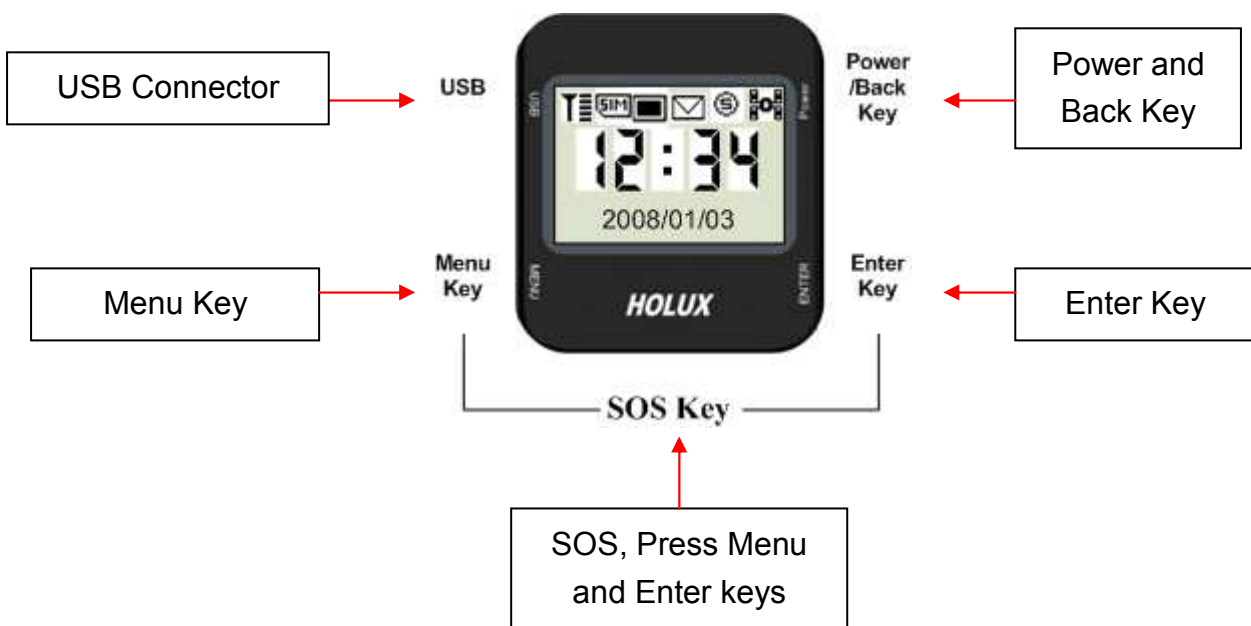 USB Connector
USB
Power
/Back
Key
Power and
Back Key
USB
Power
SIM
S
12:34
2008/01/03
Menu Key
Menu
Key
MENU
ENTER
HOLUX
Enter
Key
Enter Key
SOS Key
SOS, Press Menu
and Enter keys